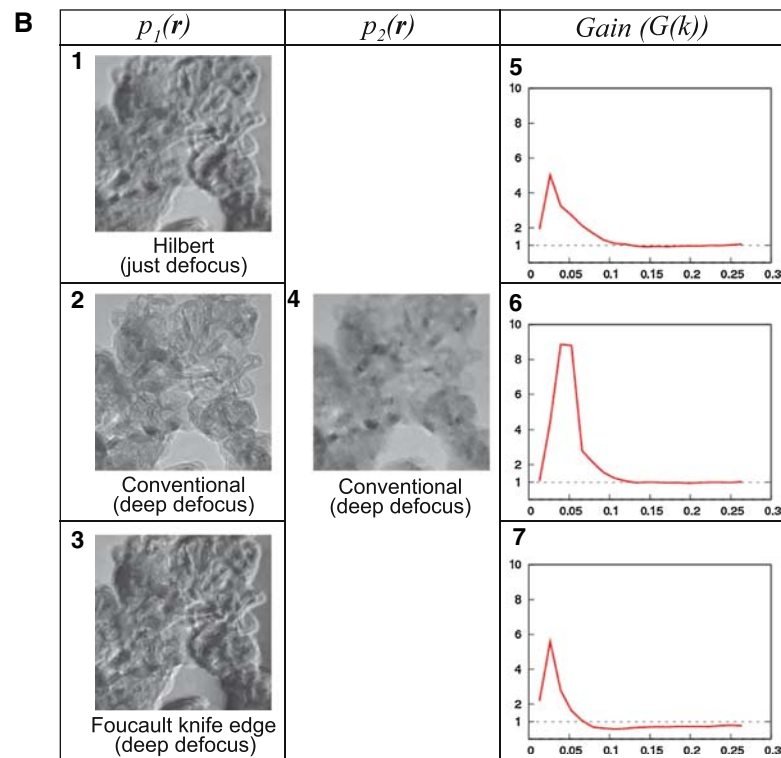 B
p₁(r) p₂(r) Gain (G(k))
1
Hilbert
(just defocus)
5
10
8
6
4
2
1
0 0.05 0.1 0.15 0.2 0.25 0.3
2
Conventional
(deep defocus)
4
Conventional
(deep defocus)
6
10
8
6
4
2
1
0 0.05 0.1 0.15 0.2 0.25 0.3
3
Foucault knife edge
(deep defocus)
7
10
8
6
4
2
1
0 0.05 0.1 0.15 0.2 0.25 0.3